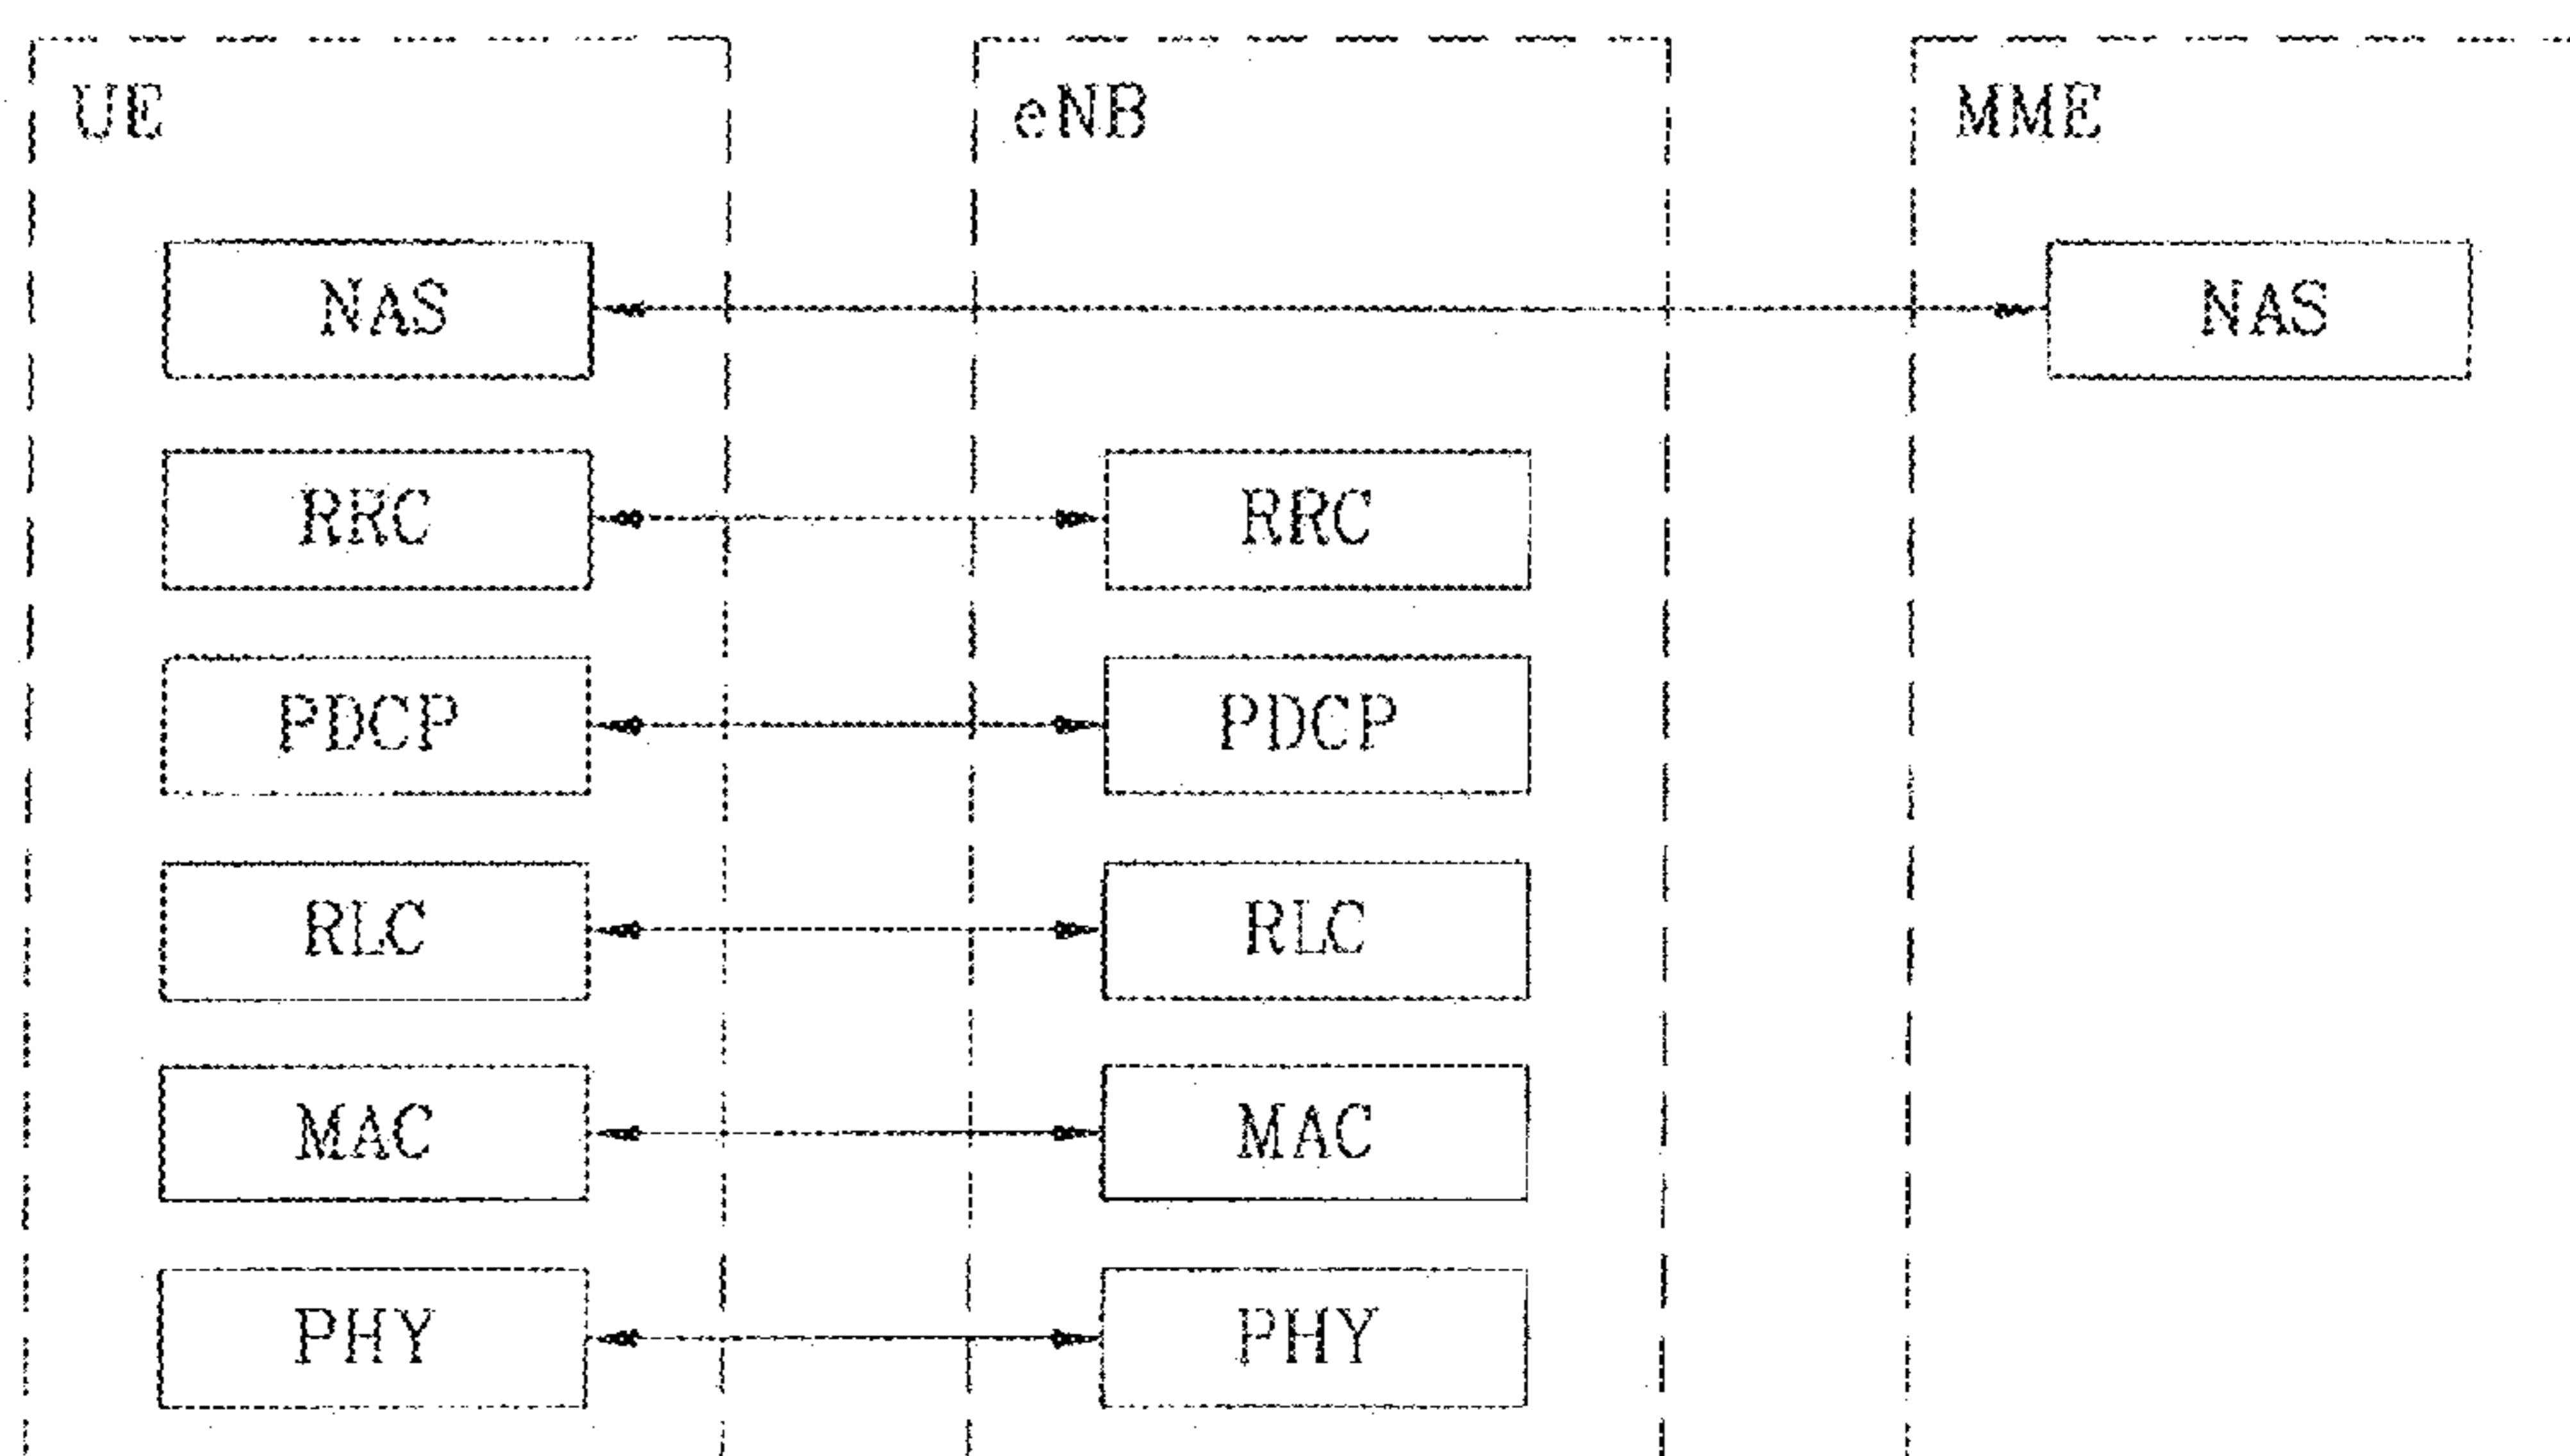 UE eNB MME
NAS NAS
RRC RRC
PDCP PDCP
RLC RLC
MAC MAC
PHY PHY